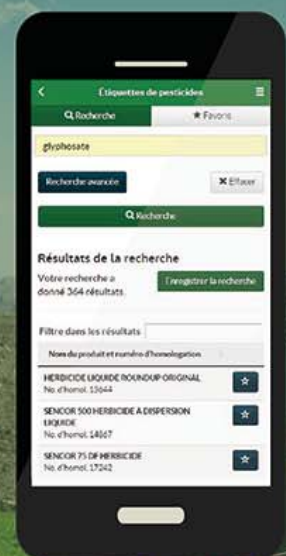 Étiquettes de pesticides
Recherche
Favoris
glyphosate
Recherche avancée
Effacer
Recherche
Résultats de la recherche
Votre recherche a
donné 364 résultats.
Enregistrer la recherche
Filtre dans les résultats
Nom du produit et numéro d'homologation
HERBICIDE LIQUIDE ROUNDUP ORIGINAL
No. d'homol. 13644
SENCOR 500 HERBICIDE A DISPERSION
LIQUIDE
No. d'homol. 14867
SENCOR 75 DF HERBICIDE
No. d'homol. 17242